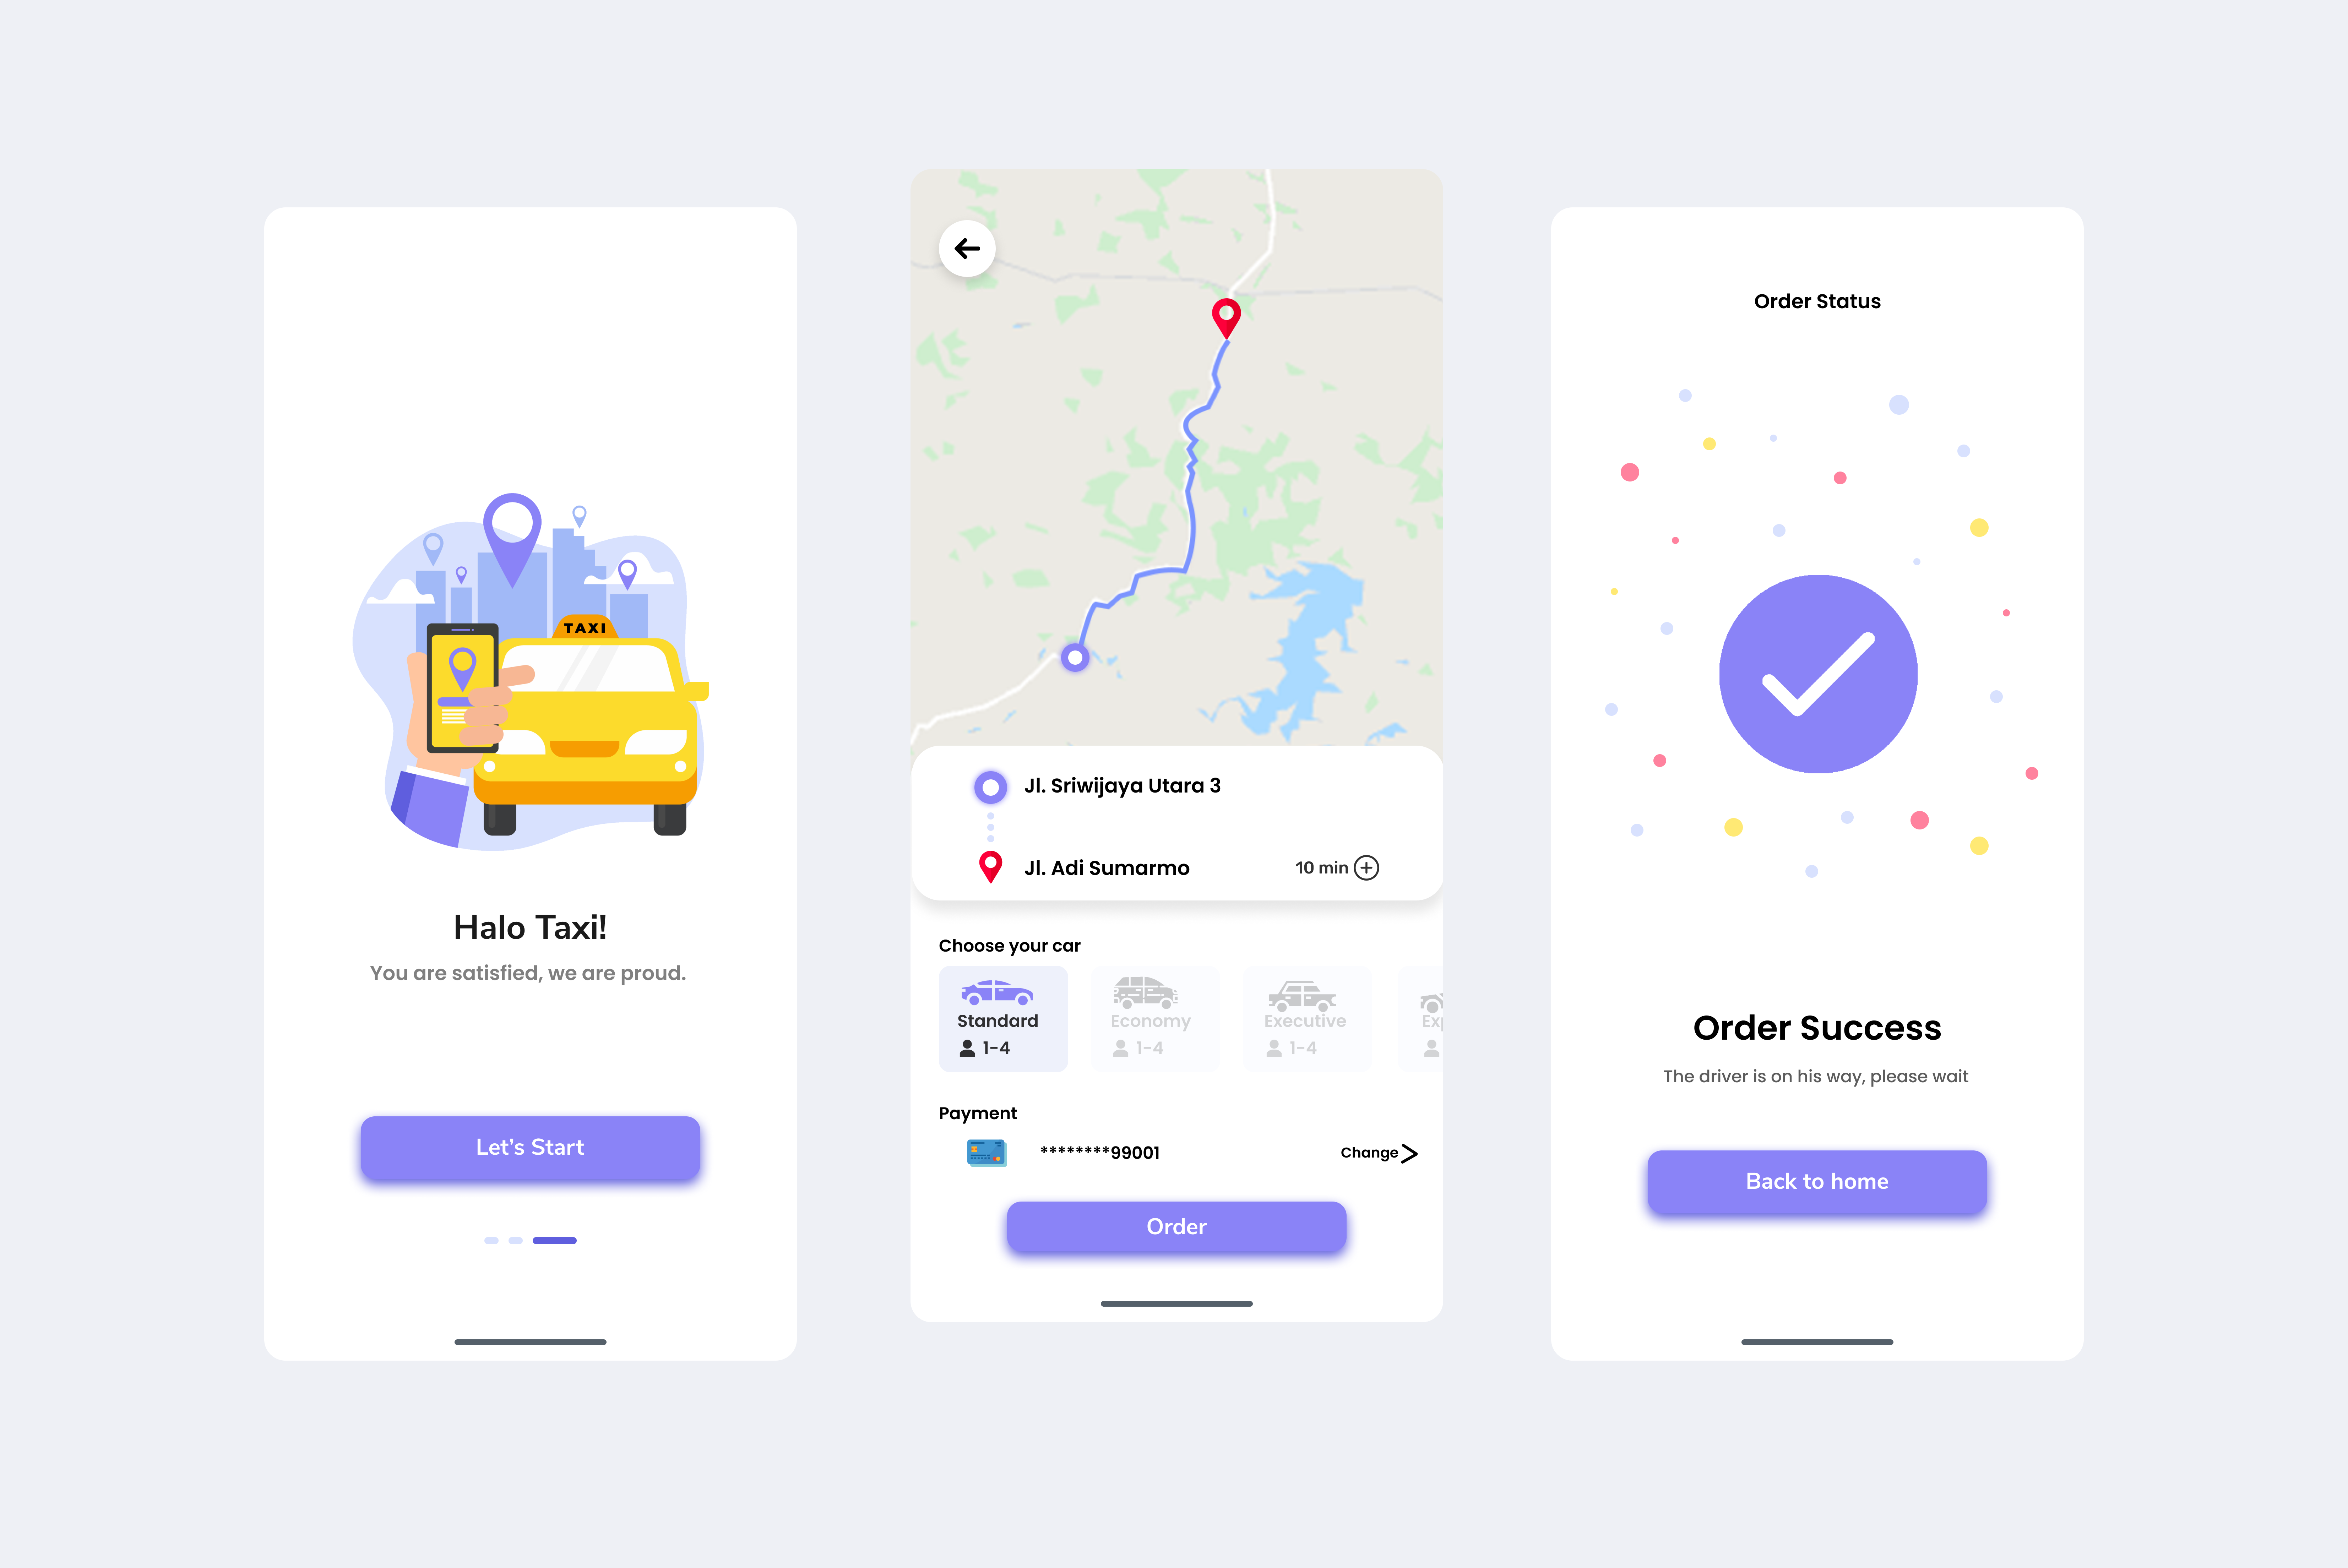 TAXI
Halo Taxi!
You are satisfied, we are proud.
Let's Start
Jl. Sriwijaya Utara 3
Jl. Adi Sumarmo
10 min
Choose your car
Standard
1-4
Economy
1-4
Executive
1-4
Payment
********99001
Change
Order
Order Status
Order Success
The driver is on his way, please wait
Back to home